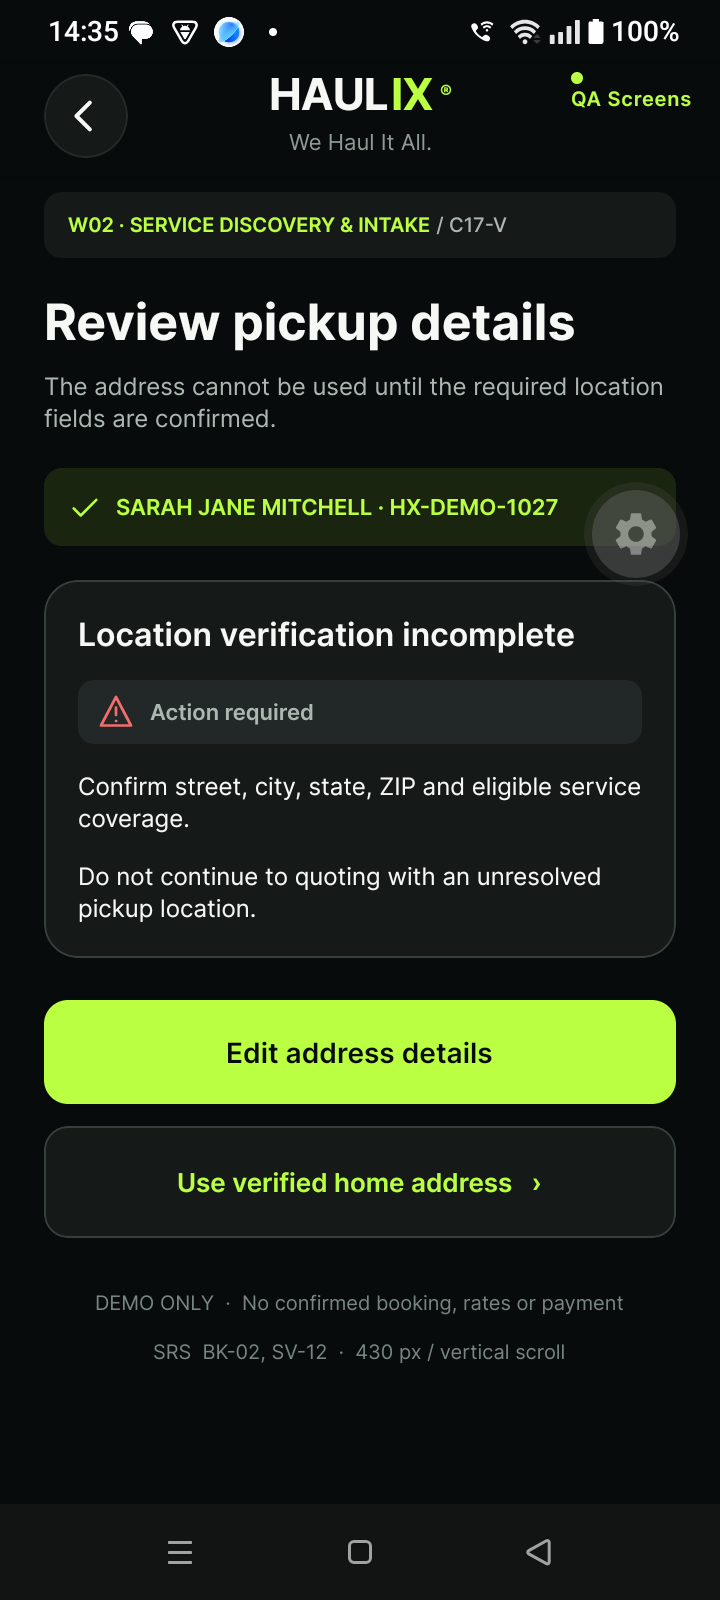 14:35
100%
HAULIX ®
QA Screens
We Haul It All.
W02 · SERVICE DISCOVERY & INTAKE / C17-V
Review pickup details
The address cannot be used until the required location
fields are confirmed.
SARAH JANE MITCHELL · HX-DEMO-1027
Location verification incomplete
Action required
Confirm street, city, state, ZIP and eligible service
coverage.
Do not continue to quoting with an unresolved
pickup location.
Edit address details
Use verified home address ›
DEMO ONLY · No confirmed booking, rates or payment
SRS BK-02, SV-12 · 430 px / vertical scroll